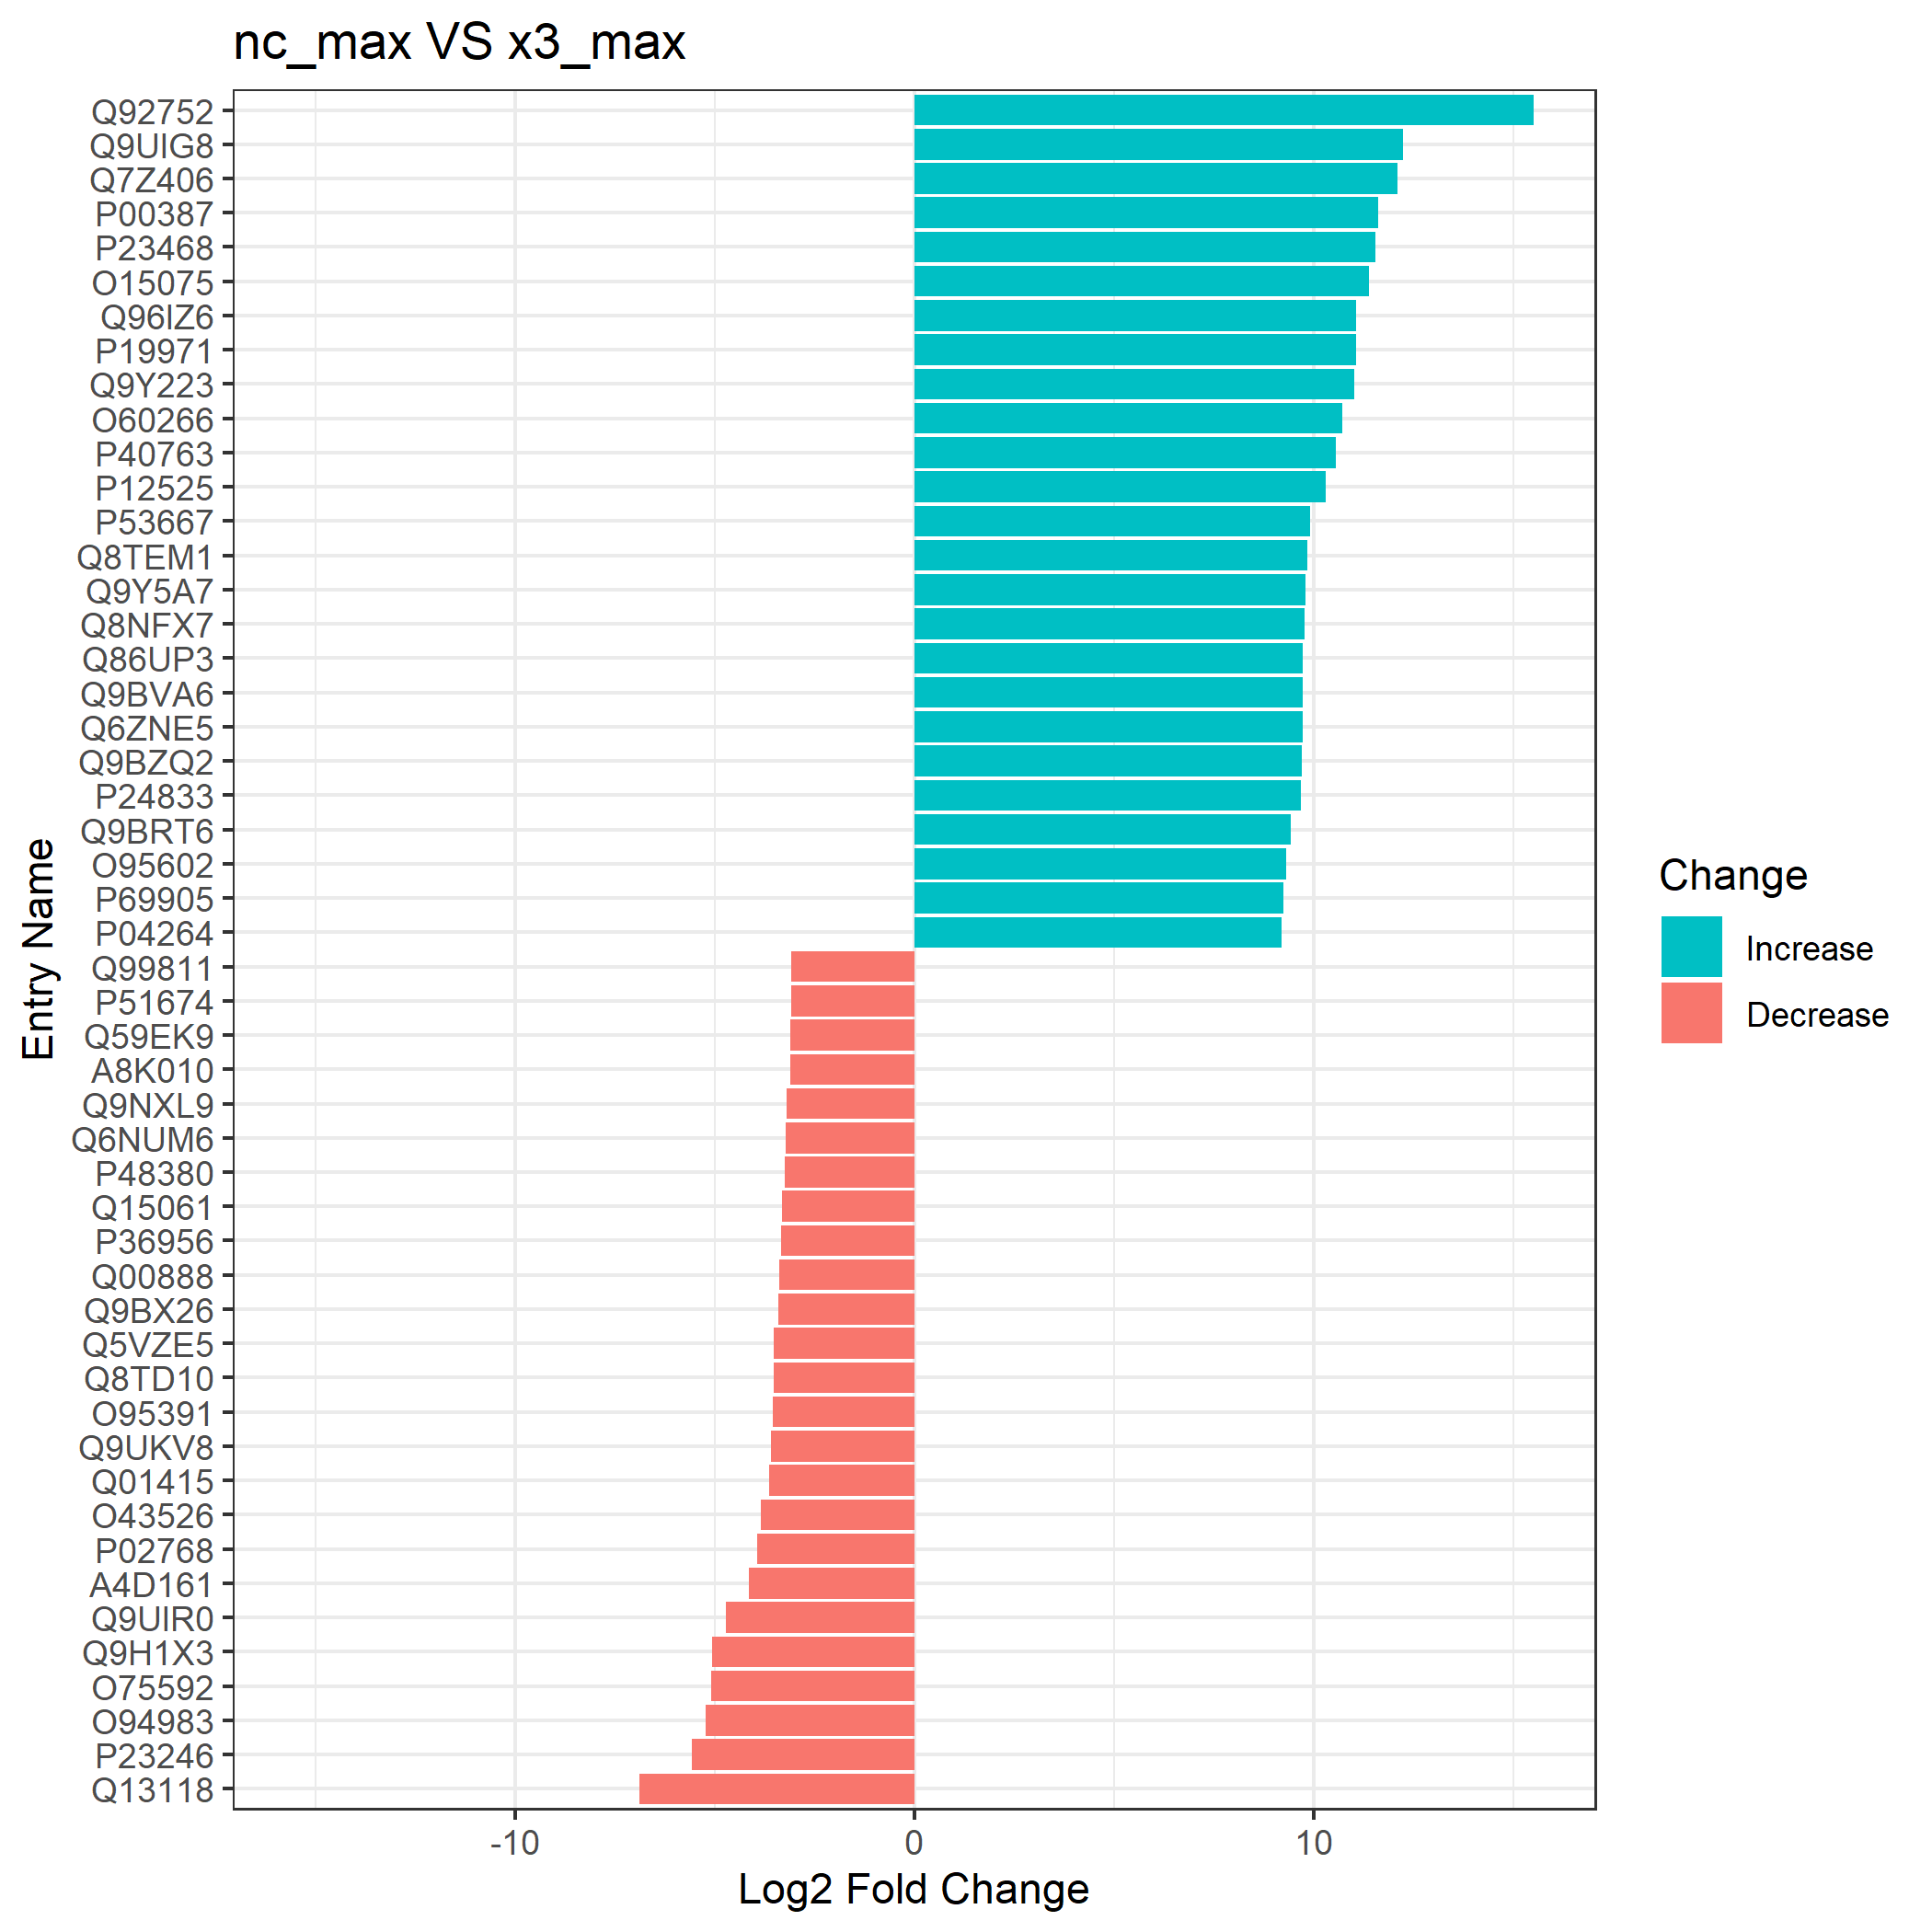 nc_max VS x3_max
Q92752
Q9UIG8
Q7Z406
P00387
P23468
O15075
Q96IZ6
P19971
Q9Y223
O60266
P40763
P12525
P53667
Q8TEM1
Q9Y5A7
Q8NFX7
Q86UP3
Q9BVA6
Q6ZNE5
Q9BZQ2
P24833
Q9BRT6
O95602
P69905
P04264
Q99811
P51674
Q59EK9
A8K010
Q9NXL9
Q6NUM6
P48380
Q15061
P36956
Q00888
Q9BX26
Q5VZE5
Q8TD10
O95391
Q9UKV8
Q01415
O43526
P02768
A4D161
Q9UIR0
Q9H1X3
O75592
O94983
P23246
Q13118
Entry Name
-10 0 10
Log2 Fold Change
Change
Increase
Decrease